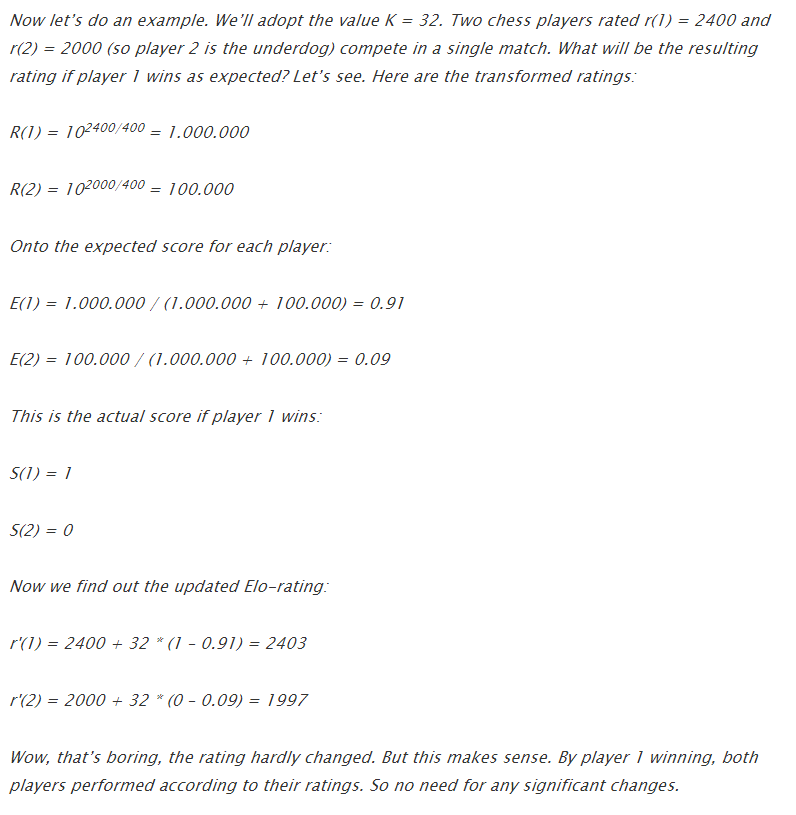 Now let's do an example. We'll adopt the value K = 32. Two chess players rated r(1) = 2400 and
r(2) = 2000 (so player 2 is the underdog) compete in a single match. What will be the resulting
rating if player 1 wins as expected? Let's see. Here are the transformed ratings:
R(1) = 10^2400/400 = 1.000.000
R(2) = 10^2000/400 = 100.000
Onto the expected score for each player:
E(1) = 1.000.000 / (1.000.000 + 100.000) = 0.91
E(2) = 100.000 / (1.000.000 + 100.000) = 0.09
This is the actual score if player 1 wins:
S(1) = 1
S(2) = 0
Now we find out the updated Elo-rating:
r'(1) = 2400 + 32 * (1 – 0.91) = 2403
r'(2) = 2000 + 32 * (0 – 0.09) = 1997
Wow, that's boring, the rating hardly changed. But this makes sense. By player 1 winning, both
players performed according to their ratings. So no need for any significant changes.